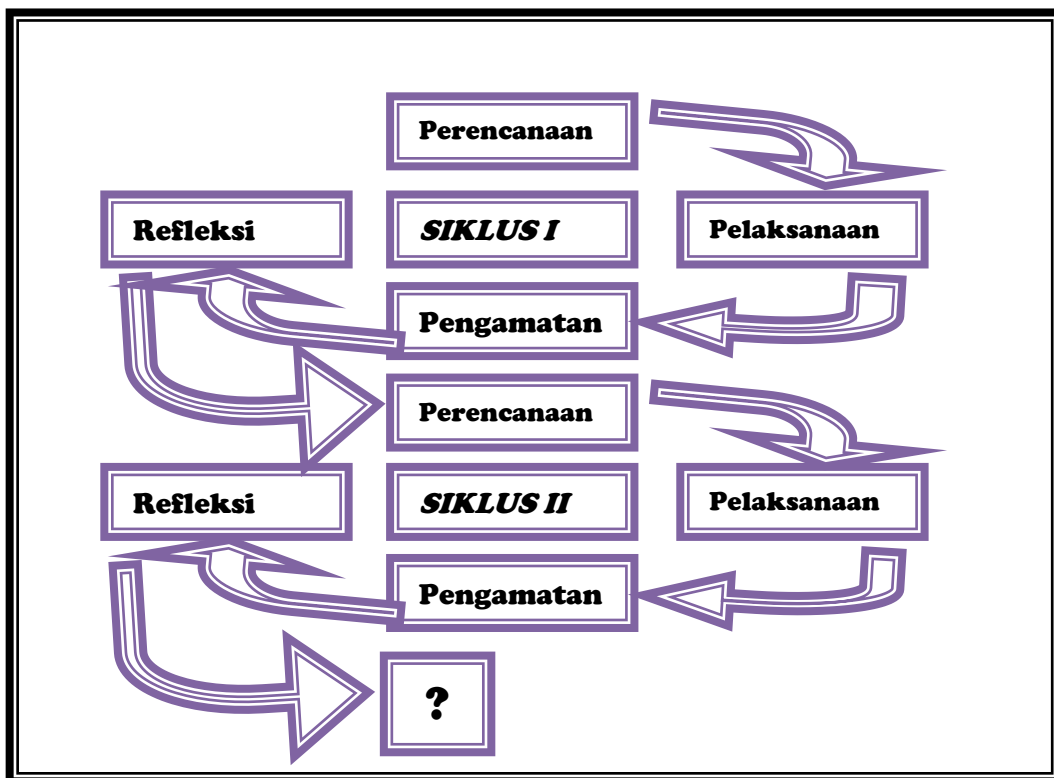 Perencanaan
Refleksi
SIKLUS I
Pelaksanaan
Pengamatan
Perencanaan
Refleksi
SIKLUS II
Pelaksanaan
Pengamatan
?